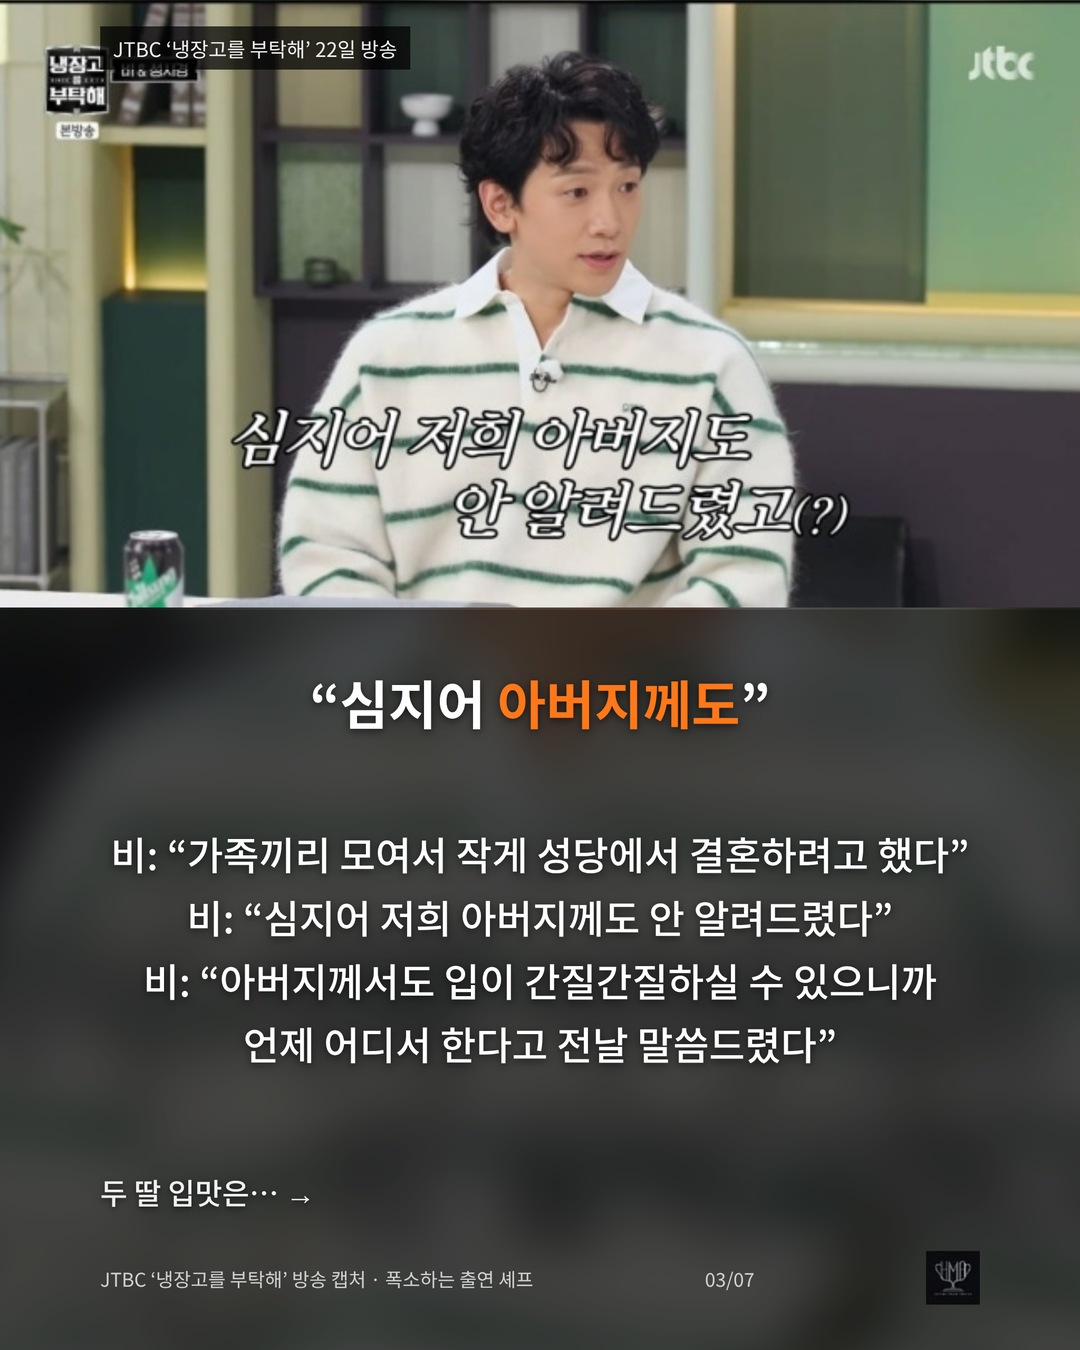 JTBC ‘냉장고를 부탁해’ 22일 방송
냉장고
를
부탁해
본방송
비 & 성시경
jtbc
심지어 저희 아버지도
안 알려드렸고(?)
“심지어 아버지께도”
비: “가족끼리 모여서 작게 성당에서 결혼하려고 했다”
비: “심지어 저희 아버지께도 안 알려드렸다”
비: “아버지께서도 입이 간질간질하실 수 있으니까
언제 어디서 한다고 전날 말씀드렸다”
두 딸 입맛은… →
JTBC ‘냉장고를 부탁해’ 방송 캡처 · 폭소하는 출연 셰프
03/07
HMD